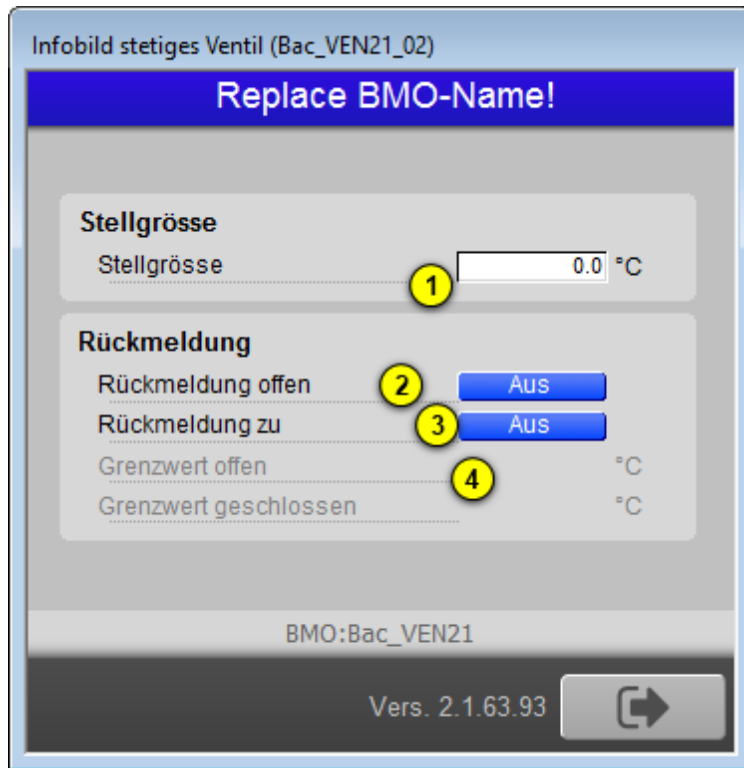 Infobild stetiges Ventil (Bac_VEN21_02)
Replace BMO-Name!
Stellgrösse
Stellgrösse 1 0.0 °C
Rückmeldung
Rückmeldung offen 2 Aus
Rückmeldung zu 3 Aus
Grenzwert offen 4 °C
Grenzwert geschlossen °C
BMO:Bac_VEN21
Vers. 2.1.63.93